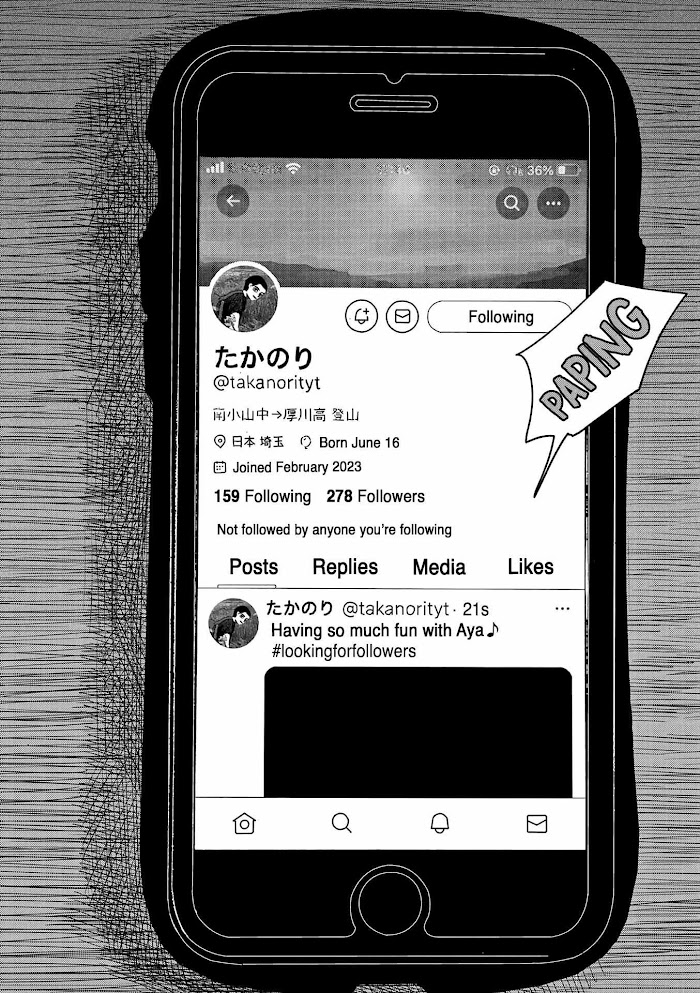 36%
Following
PAPING
たかのり
@takanorityt
南小山中→厚川高 登山
日本 埼玉 Born June 16
Joined February 2023
159 Following 278 Followers
Not followed by anyone you're following
Posts Replies Media Likes
たかのり @takanorityt · 21s
Having so much fun with Aya♪
#lookingforfollowers